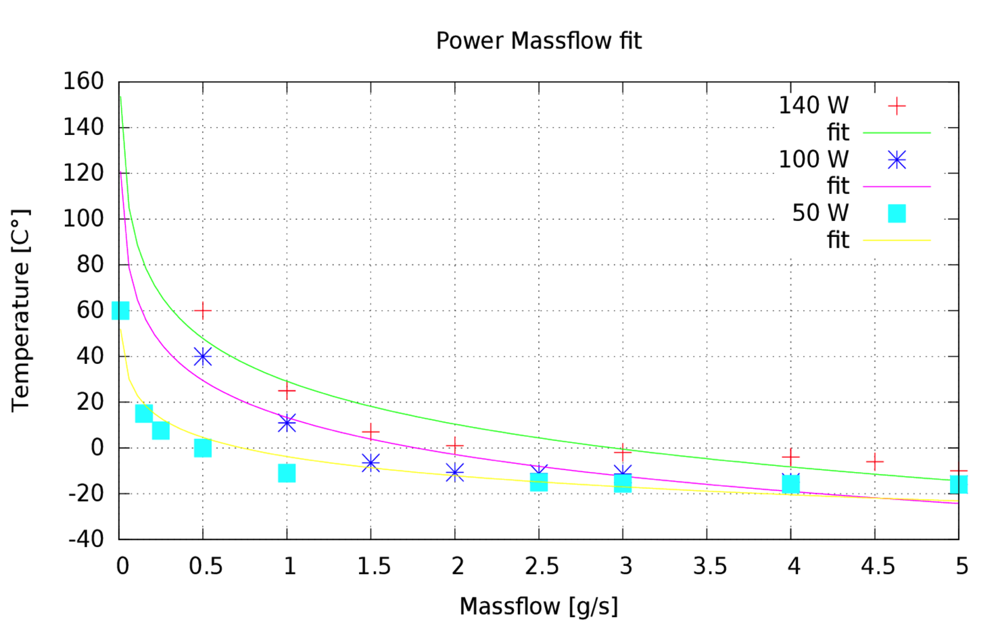 Power Massflow fit
160
140
120
100
80
60
40
20
0
-20
-40
Temperature [C°]
140 W
fit
100 W
fit
50 W
fit
0 0.5 1 1.5 2 2.5 3 3.5 4 4.5 5
Massflow [g/s]